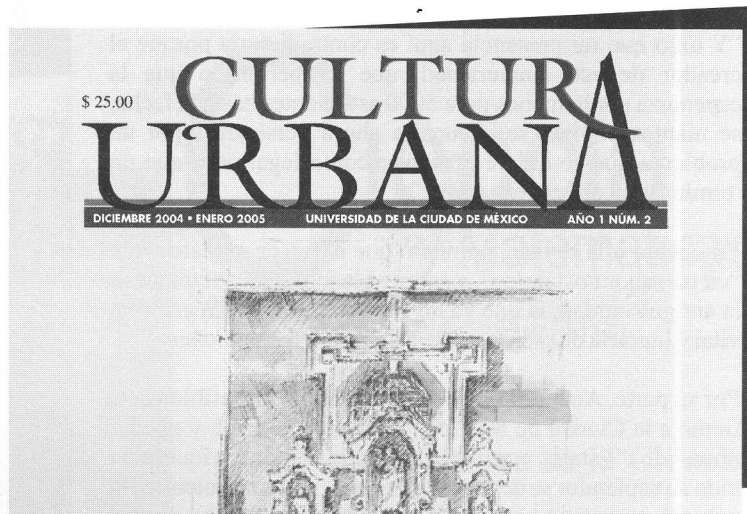 $ 25.00
CULTURA
URBANA
DICIEMBRE 2004 • ENERO 2005 UNIVERSIDAD DE LA CIUDAD DE MÉXICO AÑO 1 NÚM. 2